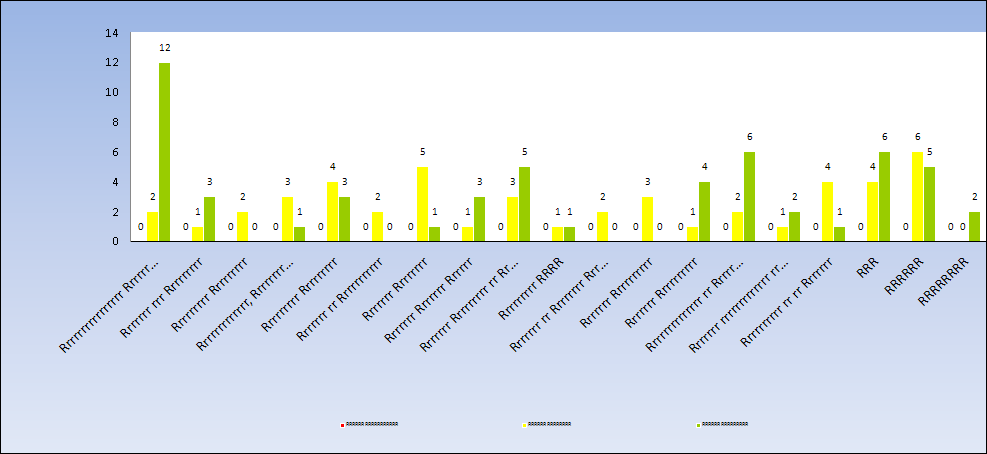 14
12
10
8
6
4
2
0
0 2 12
0 1 3
0 2 0
0 3 1
0 4 3
0 2 0
0 5 1
0 1 3
0 3 5
0 1 1
0 2 0
0 3 0
0 1 4
0 2 6
0 1 2
0 4 1
0 4 6
0 6 5
0 0 2
Rrrrrrrrrrrrrrr Rrrrrr...
Rrrrrrr rrr Rrrrrrrrr
Rrrrrrr Rrrrrrrrr
Rrrrrrrrrrrr, Rrrrrrr...
Rrrrrrrr Rrrrrrrrr
Rrrrrrr rr Rrrrrrrrrrr
Rrrrrrr Rrrrrrrr
Rrrrrrr Rrrrrrr Rrrrrr
Rrrrrrr Rrrrrrrr rr Rr...
Rrrrrrrr RRRR
Rrrrrrr rr Rrrrrrrr Rrr...
Rrrrrrr Rrrrrrrrrr
Rrrrrrr Rrrrrrrrr
Rrrrrrrrrrrrr rr Rrrrr...
Rrrrrrr rrrrrrrrrrrrr rr...
Rrrrrrrrrr rr rr Rrrrrrr
RRR
RRRRRR
RRRRRRRR